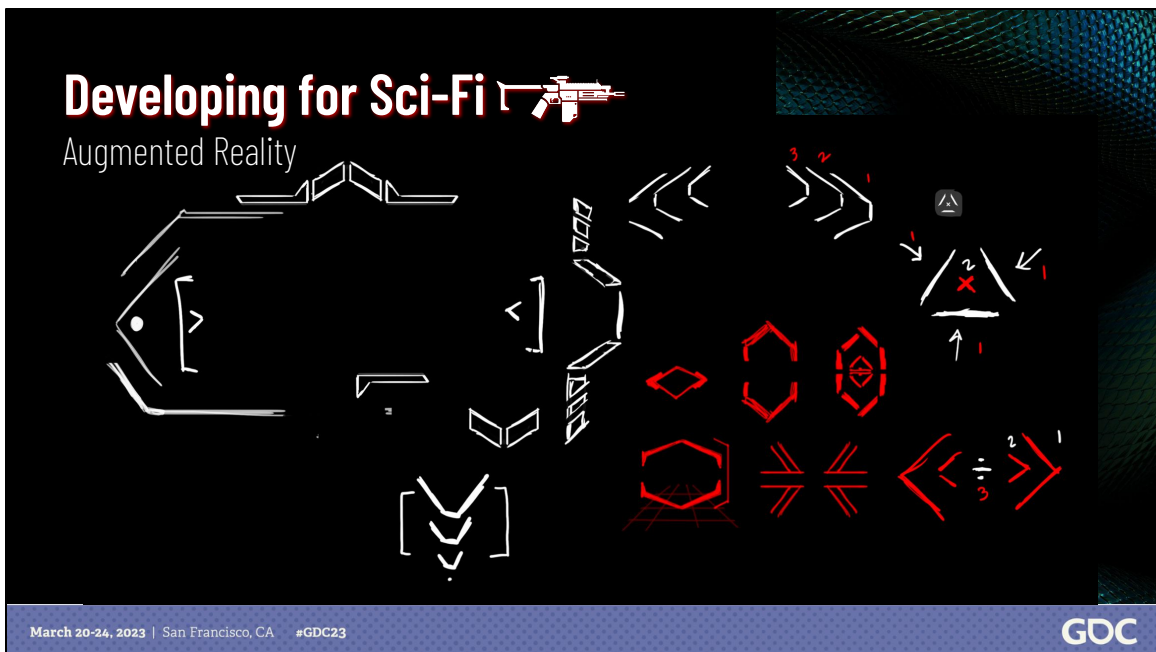 Developing for Sci-Fi
Augmented Reality
3 2 1
1
2
1
1
2 1
3
March 20-24, 2023 | San Francisco, CA #GDC23
GDC